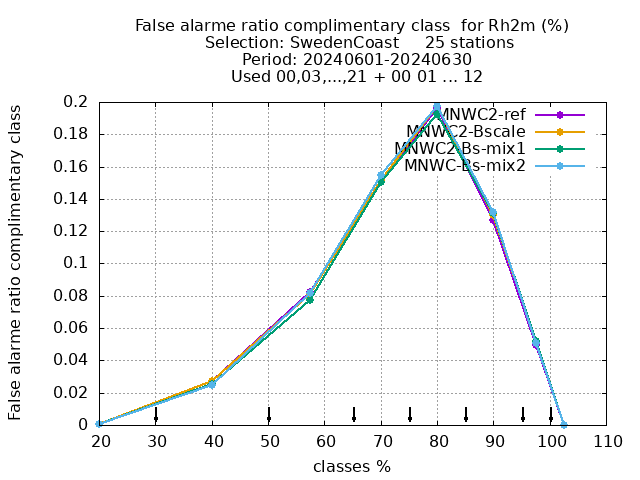 False alarme ratio complimentary class  for Rh2m (%)
Selection: SwedenCoast     25 stations
Period: 20240601-20240630
Used 00,03,...,21 + 00 01 ... 12
False alarme ratio complimentary class
0.2
0.18
0.16
0.14
0.12
0.1
0.08
0.06
0.04
0.02
0
MNWC2-ref
MNWC2-Bscale
MNWC2-Bs-mix1
MNWC-Bs-mix2
20 30 40 50 60 70 80 90 100 110
classes %